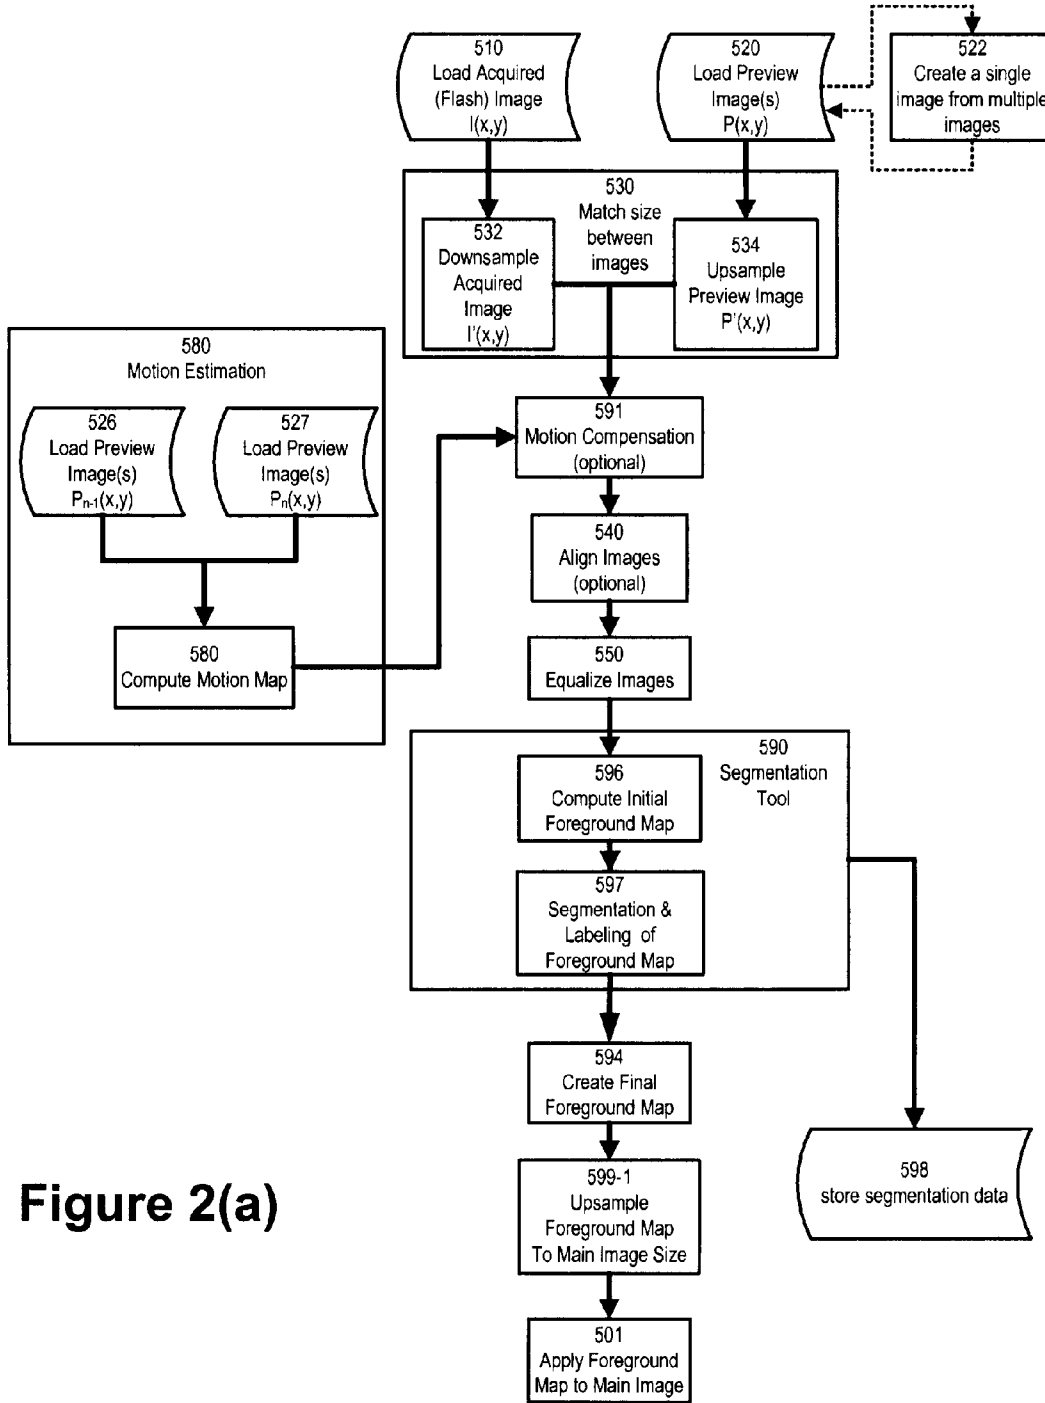 510
Load Acquired
(Flash) Image
I(x,y)
520
Load Preview
Image(s)
P(x,y)
522
Create a single
image from multiple
images
530
Match size
between
images
532
Downsample
Acquired
Image
I'(x,y)
534
Upsample
Preview Image
P'(x,y)
580
Motion Estimation
526
Load Preview
Image(s)
Pn-1(x,y)
527
Load Preview
Image(s)
Pn(x,y)
580
Compute Motion Map
591
Motion Compensation
(optional)
540
Align Images
(optional)
550
Equalize Images
590
Segmentation
Tool
596
Compute Initial
Foreground Map
597
Segmentation &
Labeling of
Foreground Map
594
Create Final
Foreground Map
598
store segmentation data
599-1
Upsample
Foreground Map
To Main Image Size
501
Apply Foreground
Map to Main Image
Figure 2(a)